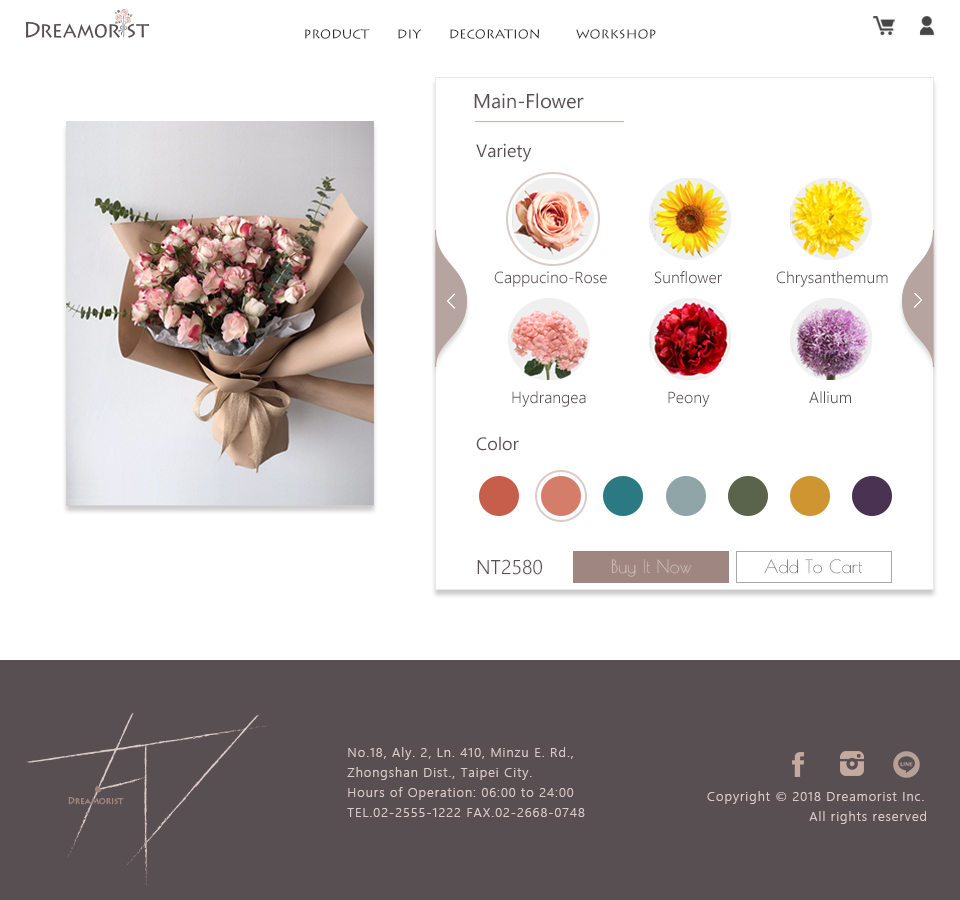 DREAMORIST
PRODUCT DIY DECORATION WORKSHOP
Main-Flower
Variety
Cappucino-Rose Sunflower Chrysanthemum
Hydrangea Peony Allium
Color
NT2580 Buy It Now Add To Cart
DREAMORIST
No.18, Aly. 2, Ln. 410, Minzu E. Rd.,
Zhongshan Dist., Taipei City.
Hours of Operation: 06:00 to 24:00
TEL.02-2555-1222 FAX.02-2668-0748
LINE
Copyright © 2018 Dreamorist Inc.
All rights reserved